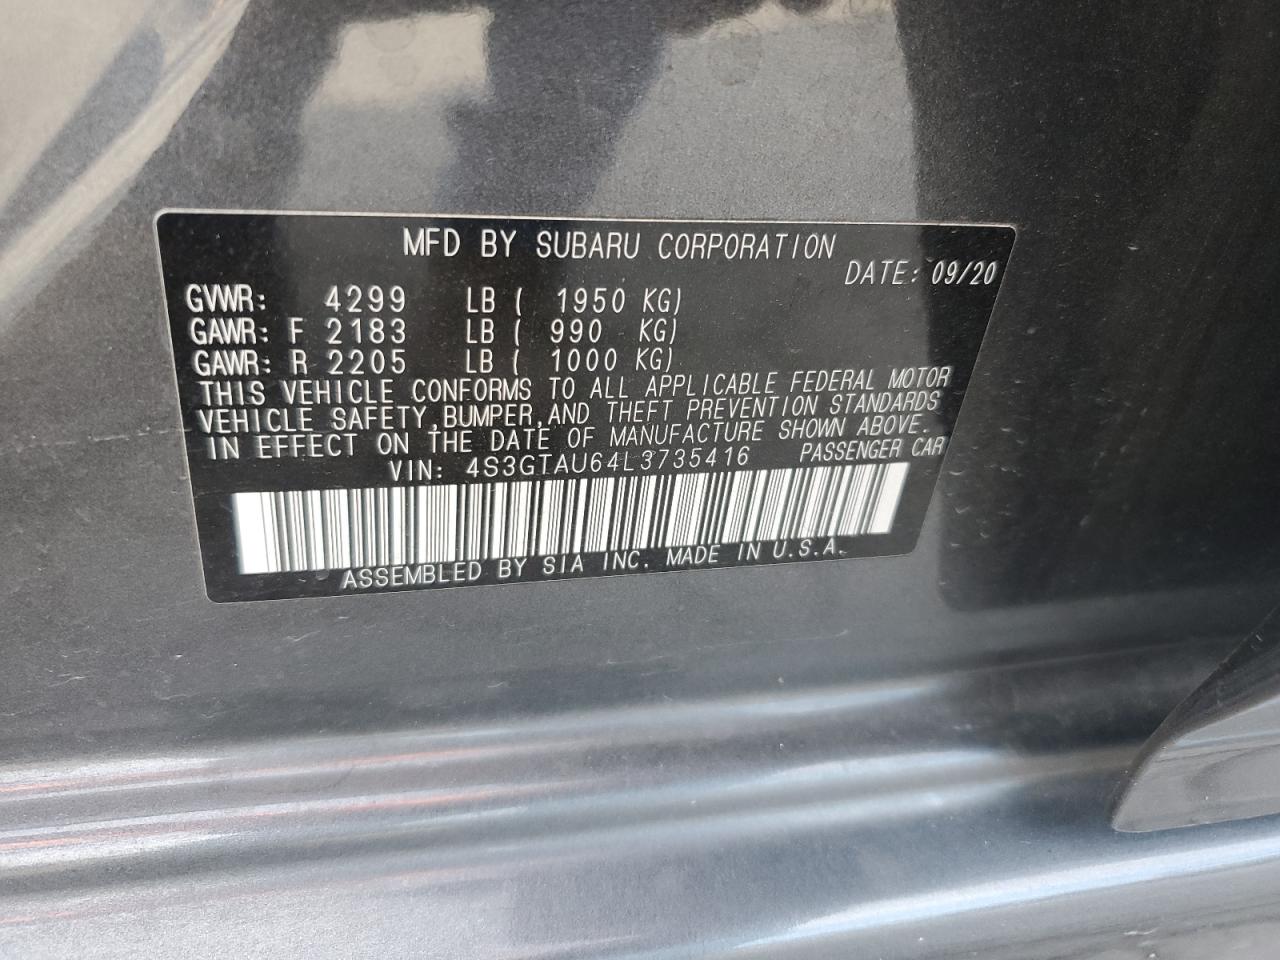 MFD BY SUBARU CORPORATION
DATE: 09/20
GVWR: 4299 LB ( 1950 KG)
GAWR: F 2183 LB ( 990 KG)
GAWR: R 2205 LB ( 1000 KG)
THIS VEHICLE CONFORMS TO ALL APPLICABLE FEDERAL MOTOR
VEHICLE SAFETY, BUMPER, AND THEFT PREVENTION STANDARDS
IN EFFECT ON THE DATE OF MANUFACTURE SHOWN ABOVE.
VIN: 4S3GTAU64L3735416 PASSENGER CAR
ASSEMBLED BY SIA INC. MADE IN U.S.A.